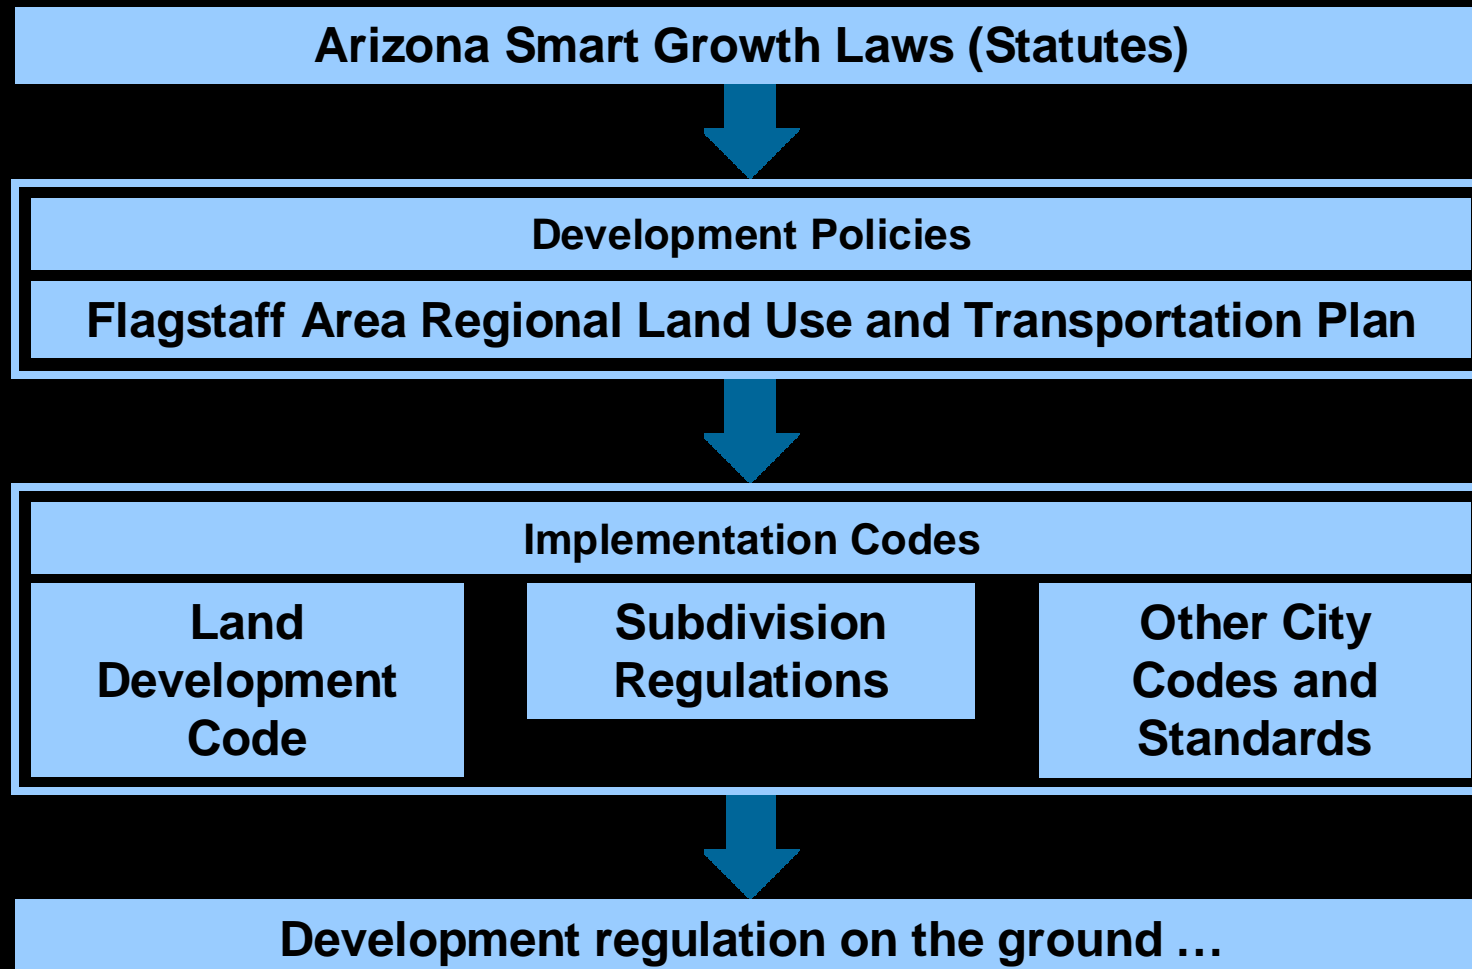 Arizona Smart Growth Laws (Statutes)
Development Policies
Flagstaff Area Regional Land Use and Transportation Plan
Implementation Codes
Land
Development
Code
Subdivision
Regulations
Other City
Codes and
Standards
Development regulation on the ground …